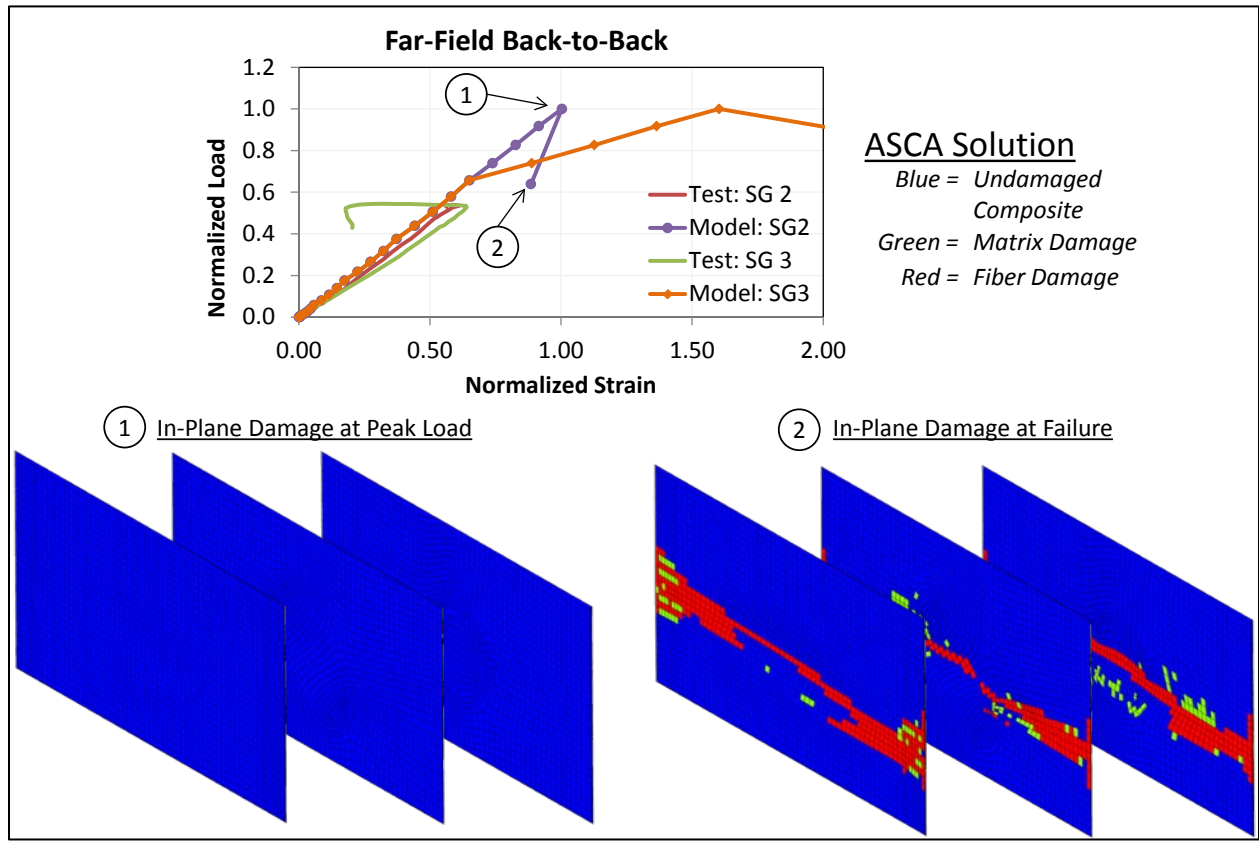 Far-Field Back-to-Back
1.2
1.0
0.8
0.6
0.4
0.2
0.0
Normalized Load
0.00 0.50 1.00 1.50 2.00
Normalized Strain
1
2
Test: SG 2
Model: SG2
Test: SG 3
Model: SG3
ASCA Solution
Blue = Undamaged
Composite
Green = Matrix Damage
Red = Fiber Damage
1 In-Plane Damage at Peak Load
2 In-Plane Damage at Failure